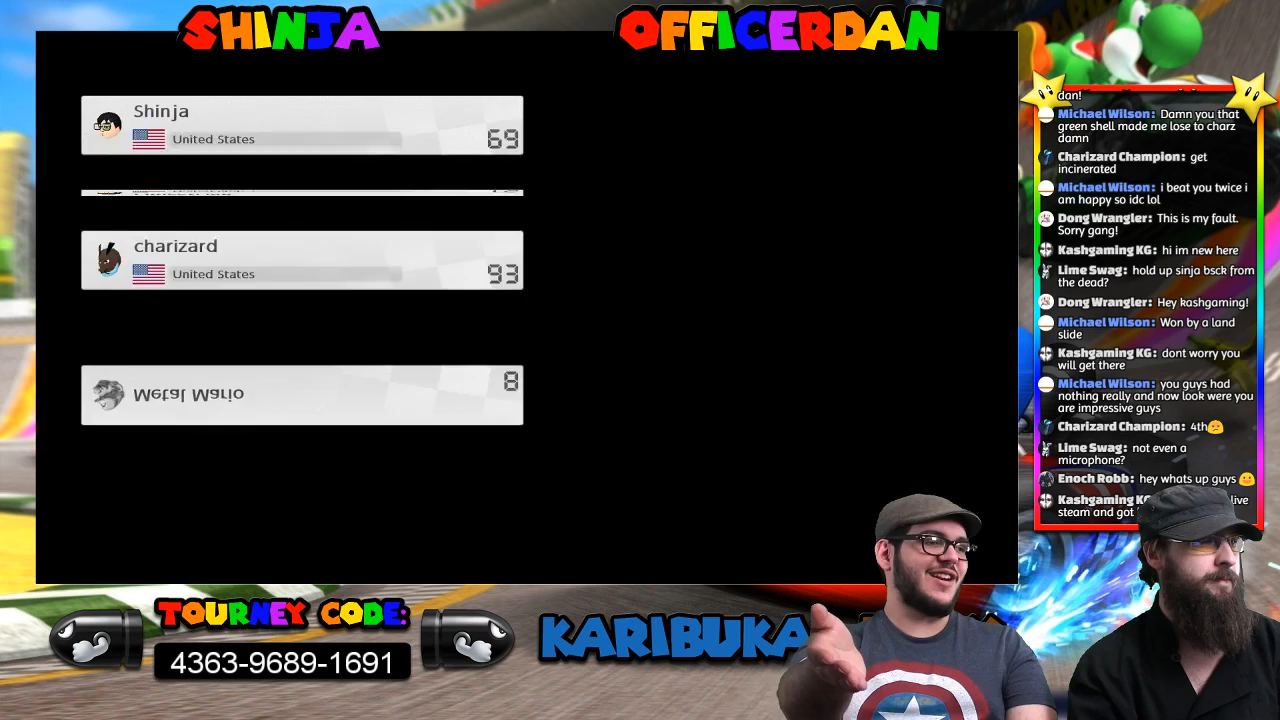 SHINJA
OFFICERDAN
Shinja
United States
69
charizard
United States
93
Metal Mario
8
dan!
Michael Wilson: Damn you that
green shell made me lose to charz
damn
Charizard Champion: get
incinerated
Michael Wilson: i beat you twice i
am happy so idc lol
Dong Wrangler: This is my fault.
Sorry gang!
Kashgaming KG: hi im new here
Lime Swag: hold up sinja bsck from
the dead?
Dong Wrangler: Hey kashgaming!
Michael Wilson: Won by a land
slide
Kashgaming KG: dont worry you
will get there
Michael Wilson: you guys had
nothing really and now look were you
are impressive guys
Charizard Champion: 4th😕
Lime Swag: not even a
microphone?
Enoch Robb: hey whats up guys
Kashgaming KG live
steam and got
TOURNEY CODE:
4363-9689-1691
KARIBUKA